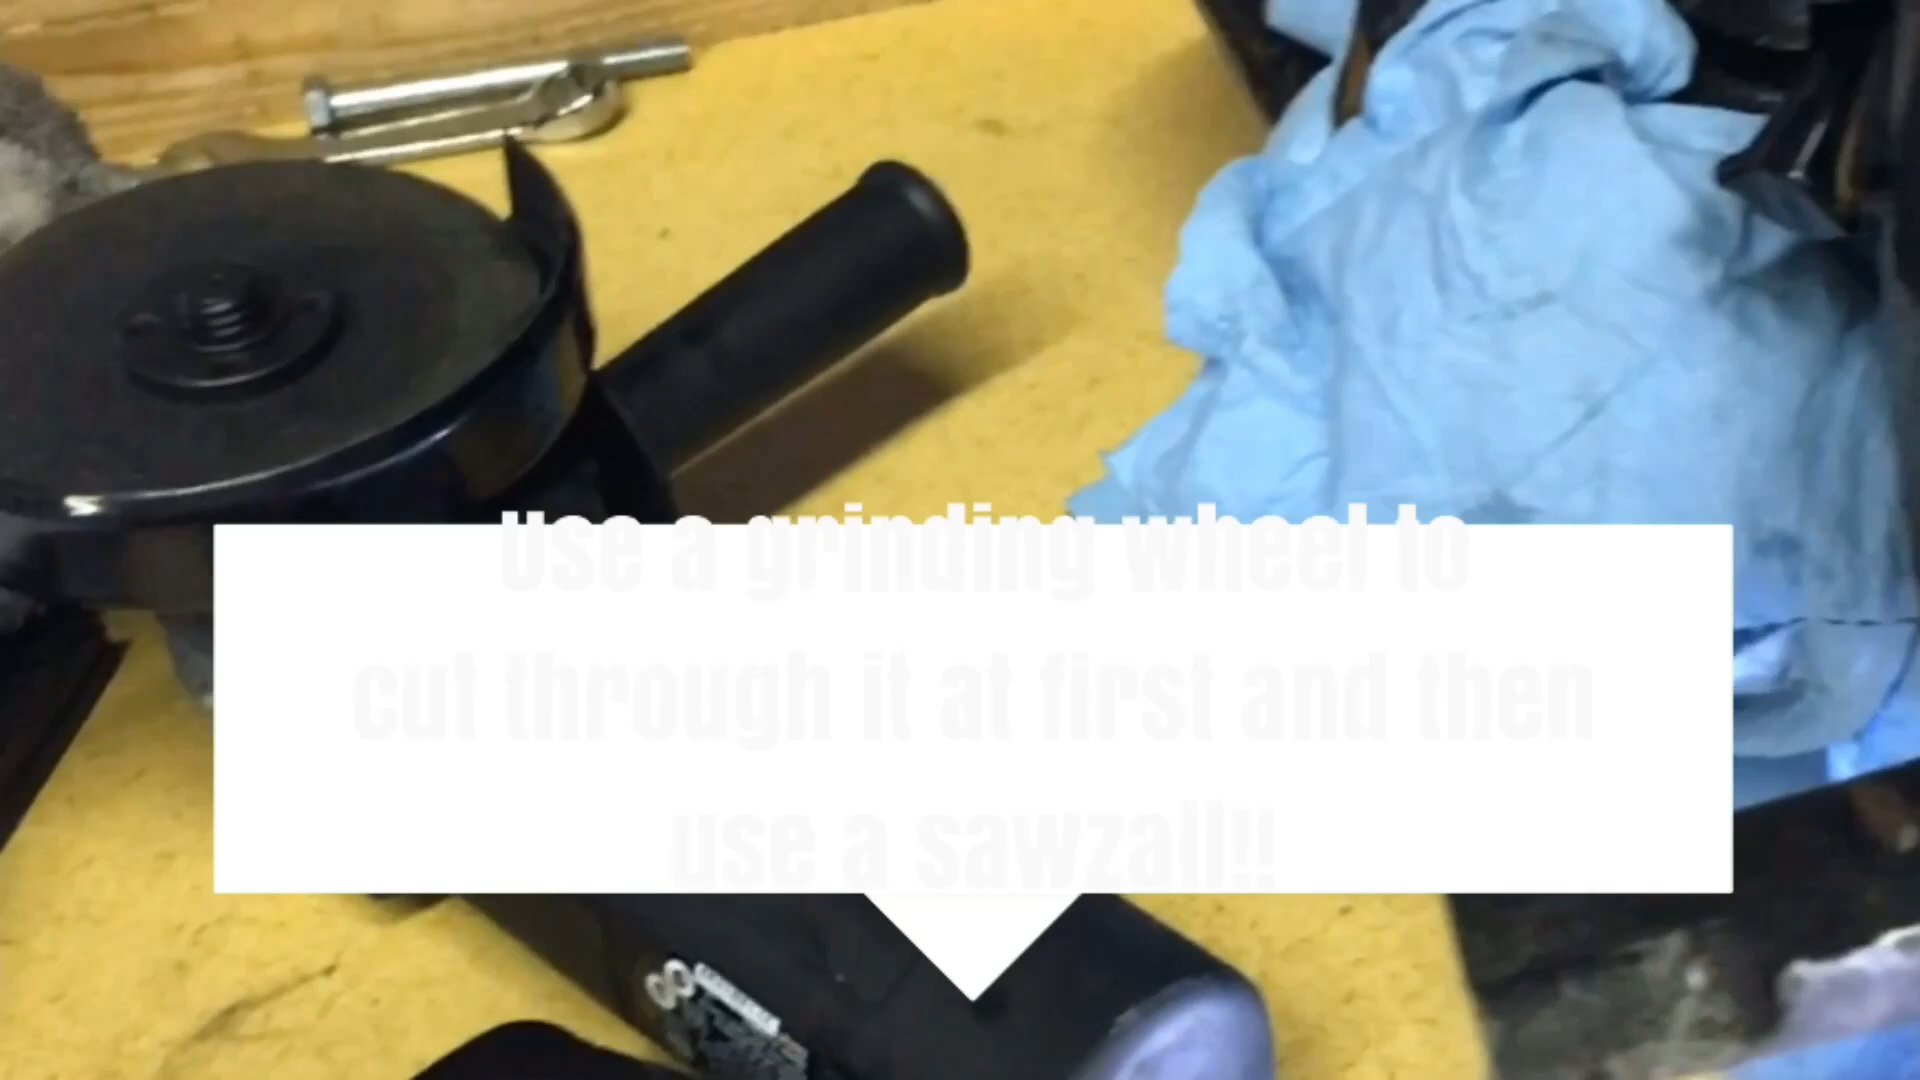 Use a grinding wheel to
cut through it at first and then
use a sawzall!!